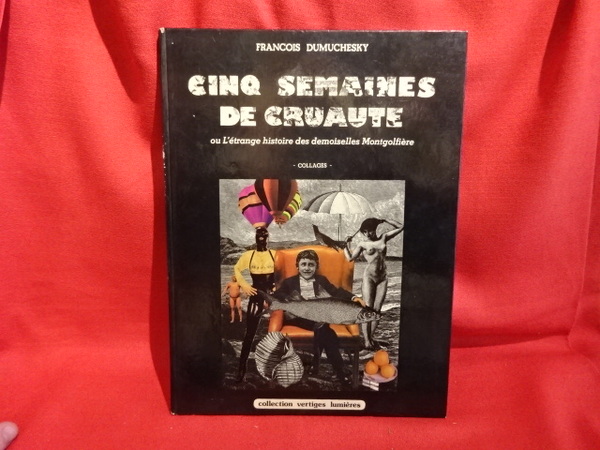 FRANCOIS DUMUCHESKY
CINQ SEMAINES
DE CRUAUTE
ou L'étrange histoire des demoiselles Montgolfière
- COLLAGES -
collection vertiges lumières